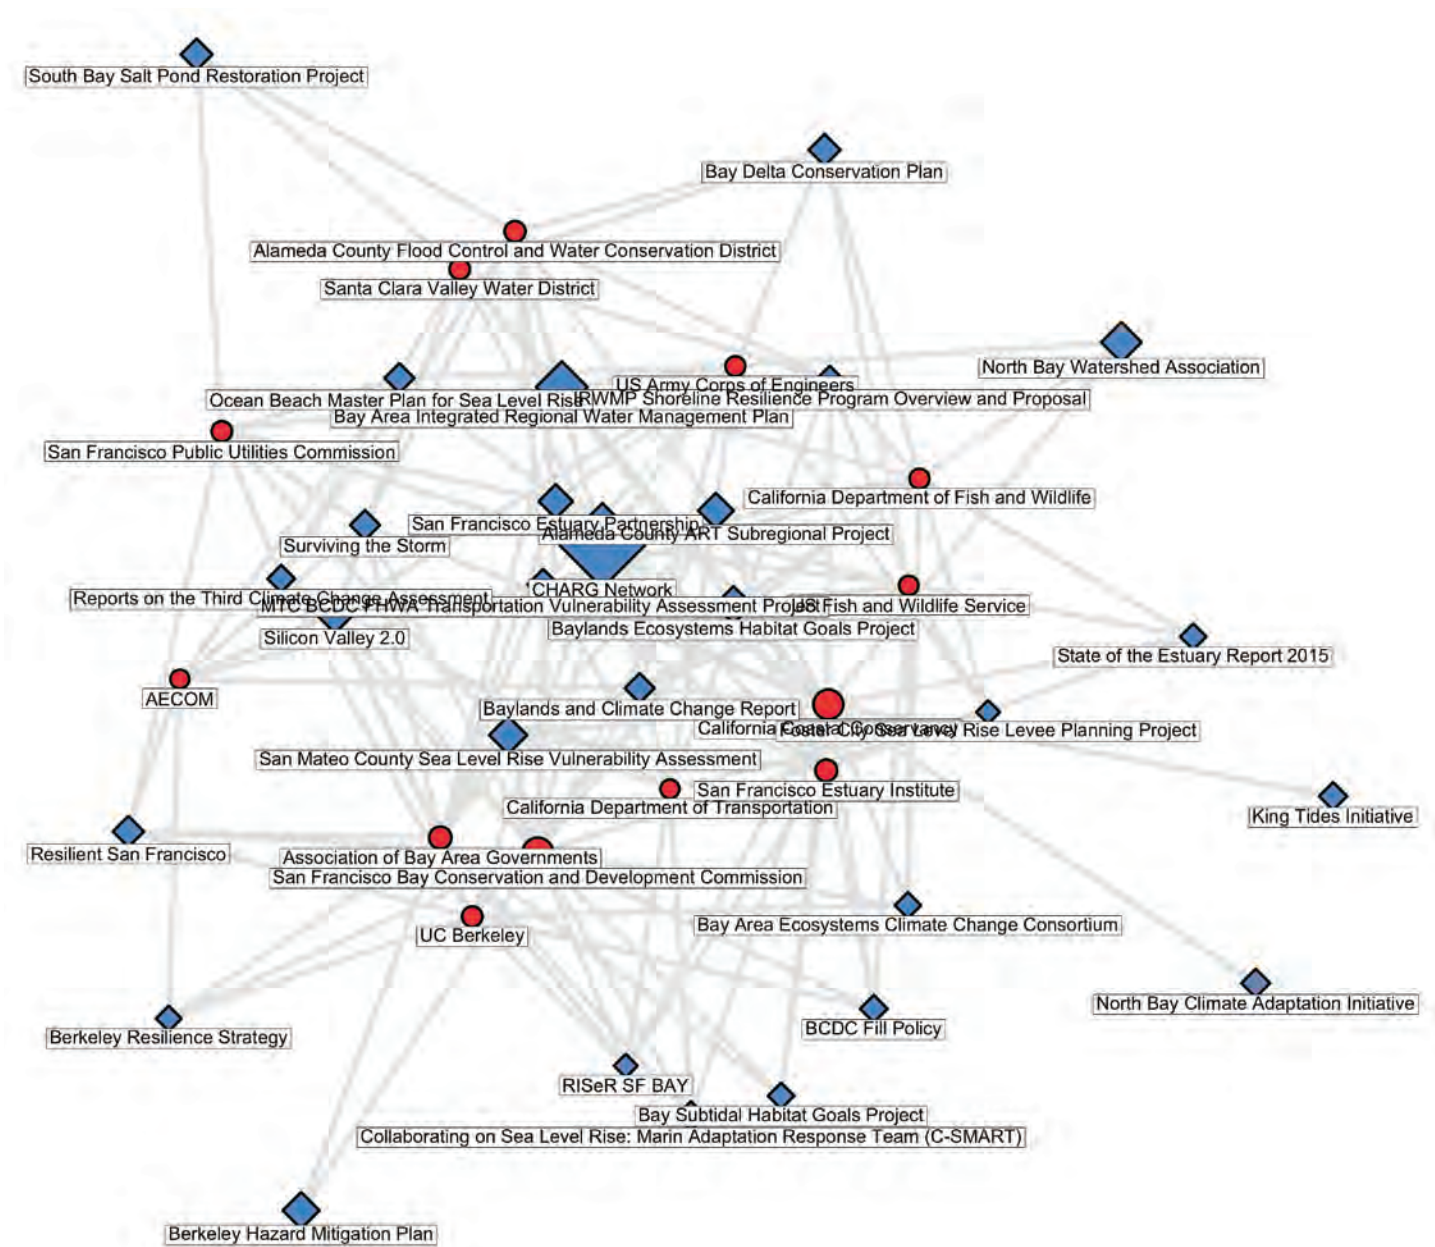 South Bay Salt Pond Restoration Project
Bay Delta Conservation Plan
Alameda County Flood Control and Water Conservation District
Santa Clara Valley Water District
North Bay Watershed Association
US Army Corps of Engineers
Ocean Beach Master Plan for Sea Level Rise
IRWMP Shoreline Resilience Program Overview and Proposal
Bay Area Integrated Regional Water Management Plan
San Francisco Public Utilities Commission
California Department of Fish and Wildlife
San Francisco Estuary Partnership
Alameda County ART Subregional Project
Surviving the Storm
CHARG Network
Reports on the Third Climate Change Assessment
MTC BCDC FHWA Transportation Vulnerability Assessment Project
US Fish and Wildlife Service
Baylands Ecosystems Habitat Goals Project
Silicon Valley 2.0
State of the Estuary Report 2015
AECOM
Baylands and Climate Change Report
California Coastal Conservancy
Foster City Sea Level Rise Levee Planning Project
San Mateo County Sea Level Rise Vulnerability Assessment
San Francisco Estuary Institute
California Department of Transportation
King Tides Initiative
Resilient San Francisco
Association of Bay Area Governments
San Francisco Bay Conservation and Development Commission
Bay Area Ecosystems Climate Change Consortium
UC Berkeley
North Bay Climate Adaptation Initiative
BCDC Fill Policy
Berkeley Resilience Strategy
RISeR SF BAY
Bay Subtidal Habitat Goals Project
Collaborating on Sea Level Rise: Marin Adaptation Response Team (C-SMART)
Berkeley Hazard Mitigation Plan